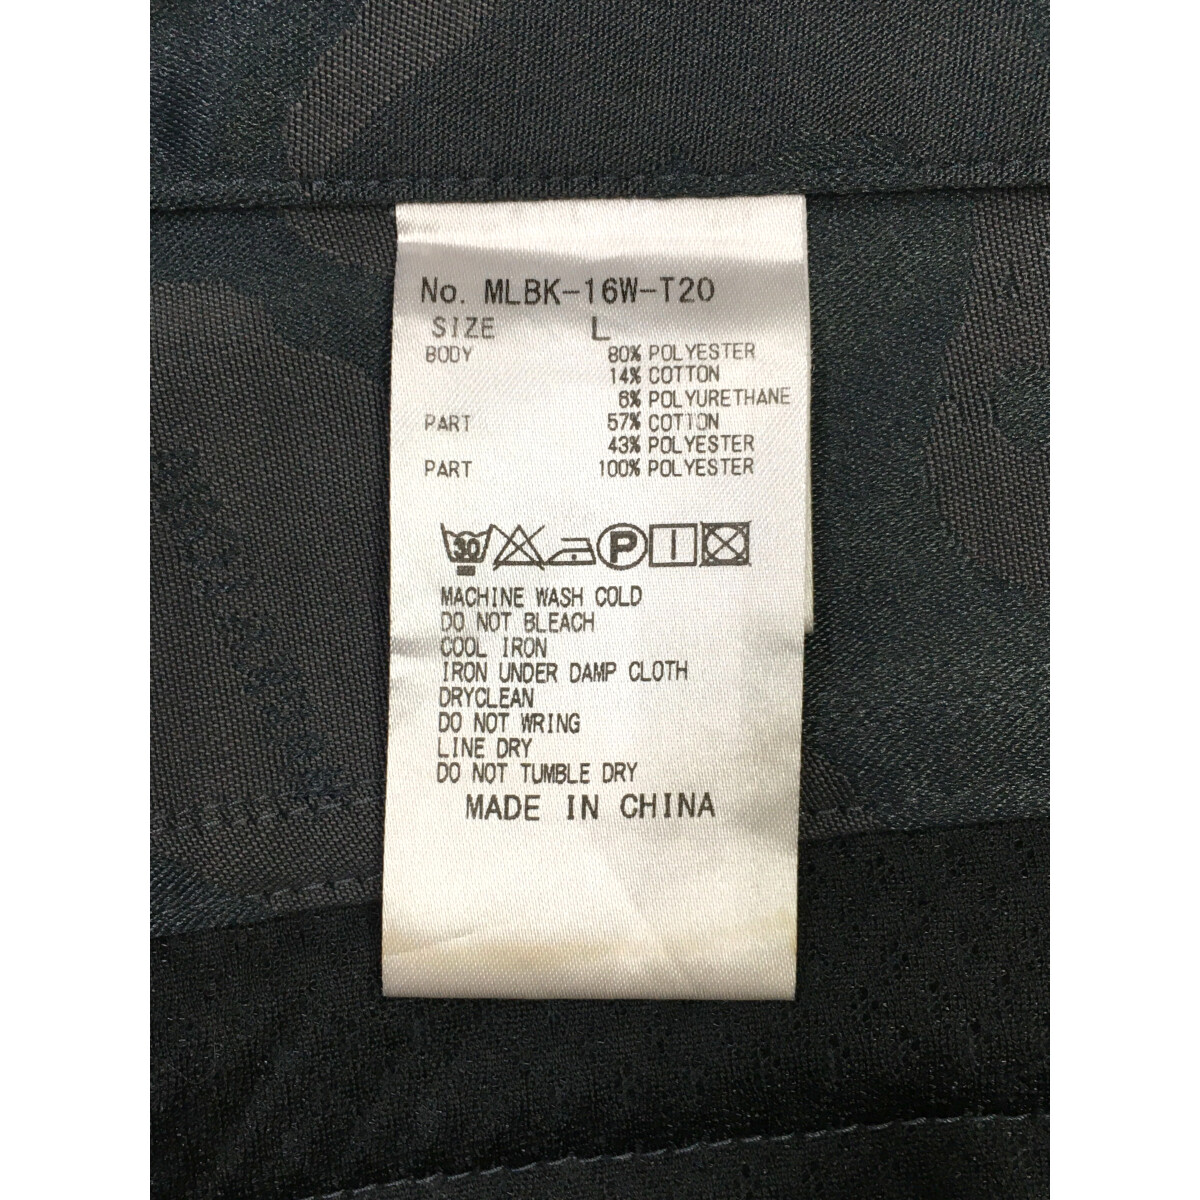 No. MLBK-16W-T20
SIZE L
BODY 80% POLYESTER
14% COTTON
6% POLYURETHANE
PART 57% COTTON
43% POLYESTER
PART 100% POLYESTER
30 P
MACHINE WASH COLD
DO NOT BLEACH
COOL IRON
IRON UNDER DAMP CLOTH
DRYCLEAN
DO NOT WRING
LINE DRY
DO NOT TUMBLE DRY
MADE IN CHINA